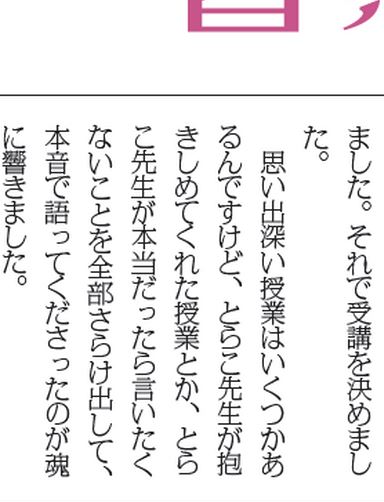 ました。それで受講を決めまし
た。
思い出深い授業はいくつかあ
るんですけど、とらこ先生が抱
きしめてくれた授業とか、とら
こ先生が本当だったら言いたく
ないことを全部さらけ出して、
本音で語ってくださったのが魂
に響きました。